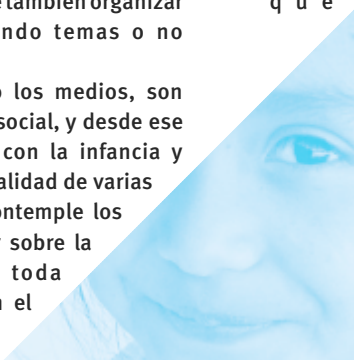 también organizar
ndo temas o no
los medios, son
social, y desde ese
con la infancia y
alidad de varias
ontemple los
sobre la
toda
el
q u e